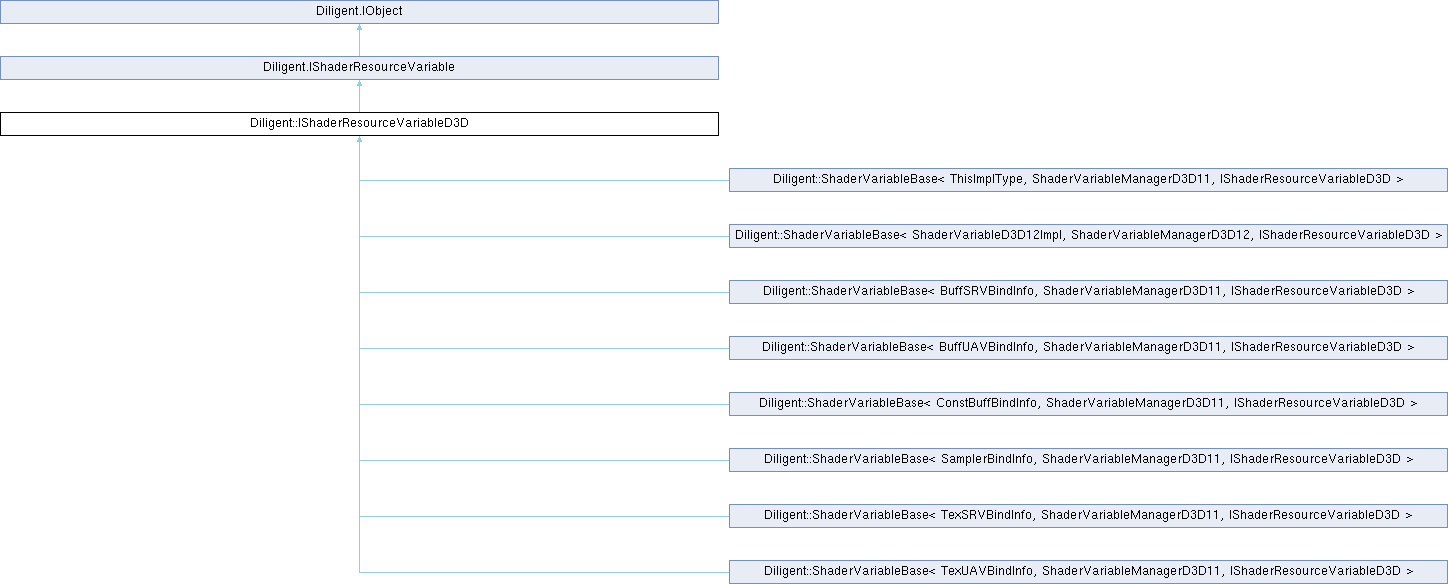 Diligent.IObject
Diligent.IShaderResourceVariable
Diligent::IShaderResourceVariableD3D
Diligent::ShaderVariableBase< ThisImplType, ShaderVariableManagerD3D11, IShaderResourceVariableD3D >
Diligent::ShaderVariableBase< ShaderVariableD3D12Impl, ShaderVariableManagerD3D12, IShaderResourceVariableD3D >
Diligent::ShaderVariableBase< BuffSRVBindInfo, ShaderVariableManagerD3D11, IShaderResourceVariableD3D >
Diligent::ShaderVariableBase< BuffUAVBindInfo, ShaderVariableManagerD3D11, IShaderResourceVariableD3D >
Diligent::ShaderVariableBase< ConstBuffBindInfo, ShaderVariableManagerD3D11, IShaderResourceVariableD3D >
Diligent::ShaderVariableBase< SamplerBindInfo, ShaderVariableManagerD3D11, IShaderResourceVariableD3D >
Diligent::ShaderVariableBase< TexSRVBindInfo, ShaderVariableManagerD3D11, IShaderResourceVariableD3D >
Diligent::ShaderVariableBase< TexUAVBindInfo, ShaderVariableManagerD3D11, IShaderResourceVariableD3D >